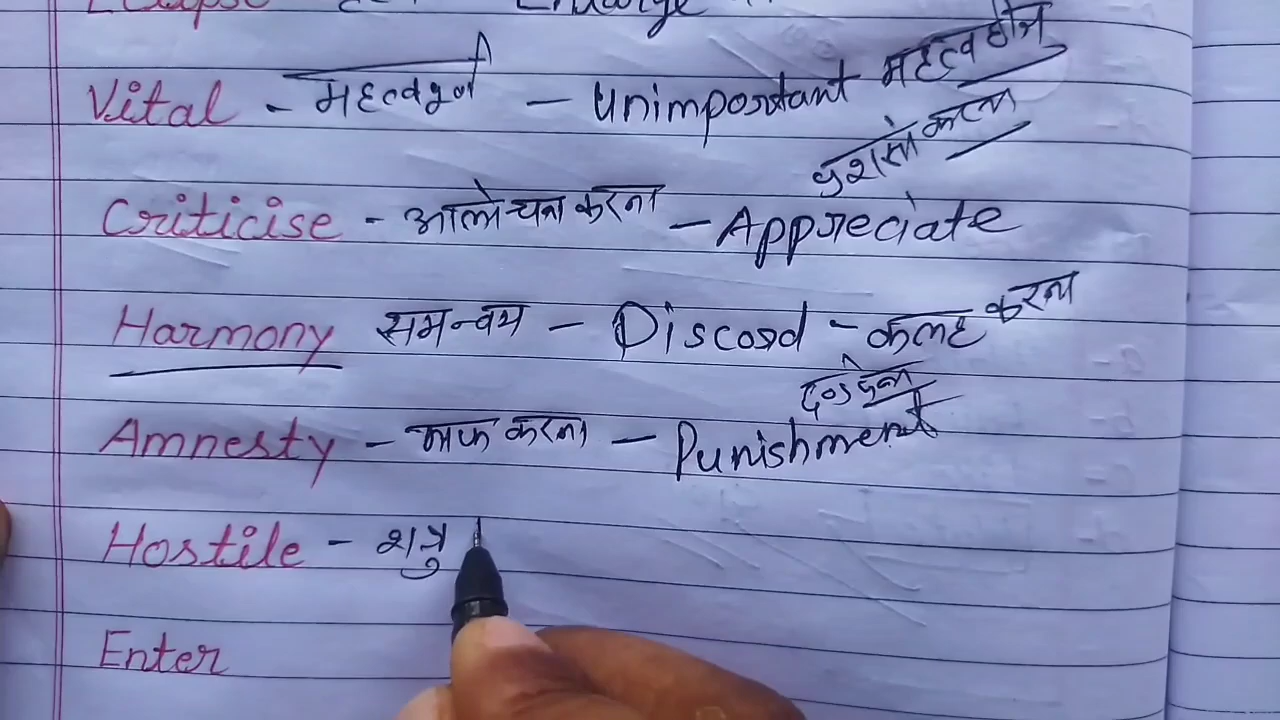 Enlarge
Vital - महत्वपूर्ण - Unimportant महत्वहीन
प्रशंसा करना
Criticise - आलोचना करना - Appreciate
Harmony समन्वय - Discord - कलह करना
दण्ड देना
Amnesty - माफ करना - Punishment
Hostile - शत्रु
Enter